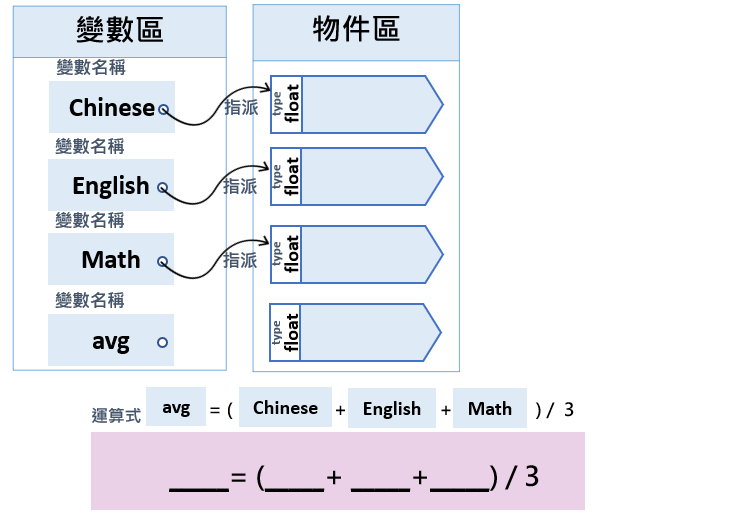 變數區
物件區
變數名稱
Chinese
指派
type
float
變數名稱
English
指派
type
float
變數名稱
Math
指派
type
float
變數名稱
avg
type
float
運算式 avg = ( Chinese + English + Math ) / 3
____= (____+ ____+____) / 3